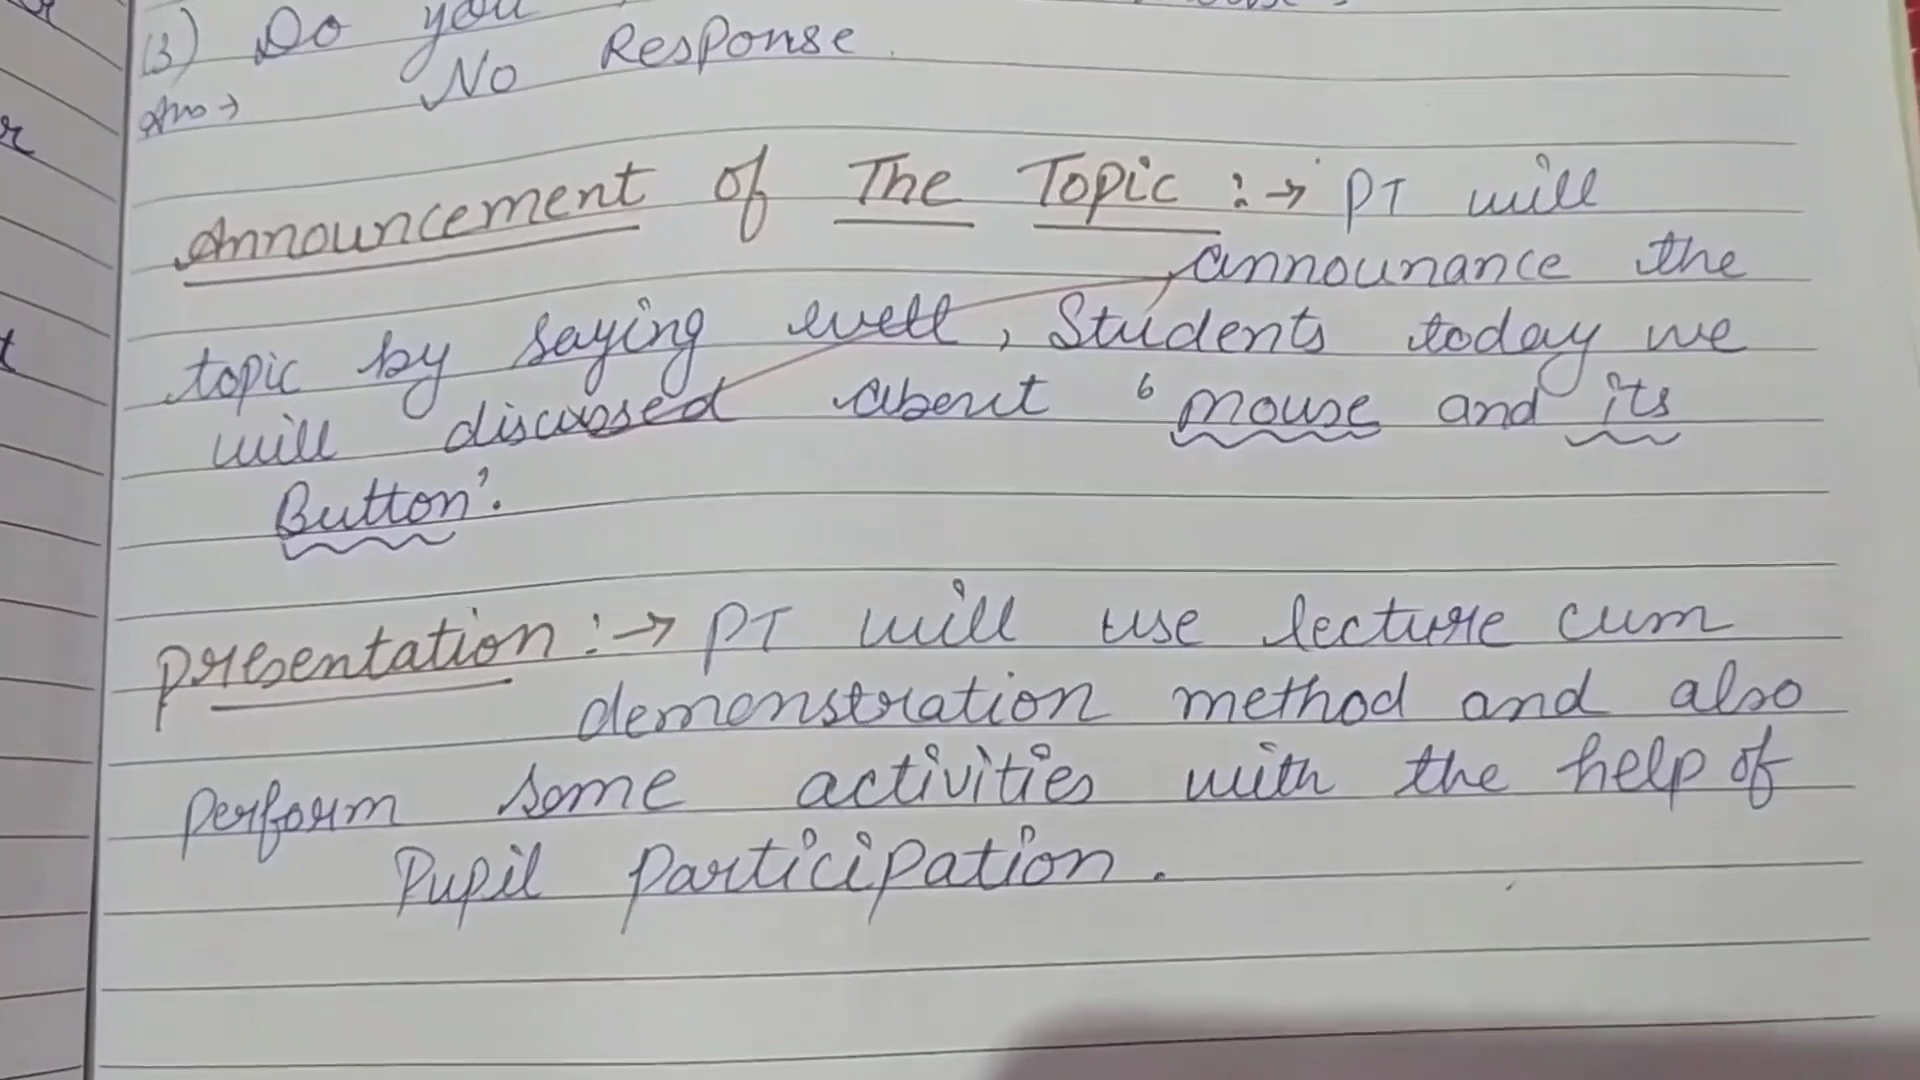 (3) Do you
Ans → No Response.
Announcement of The Topic :→ PT will
announance the
topic by saying well, Students today we
will discussed about ‘mouse and its
Button’.
Presentation :→ PT will use lecture cum
demonstration method and also
perform some activities with the help of
Pupil participation.